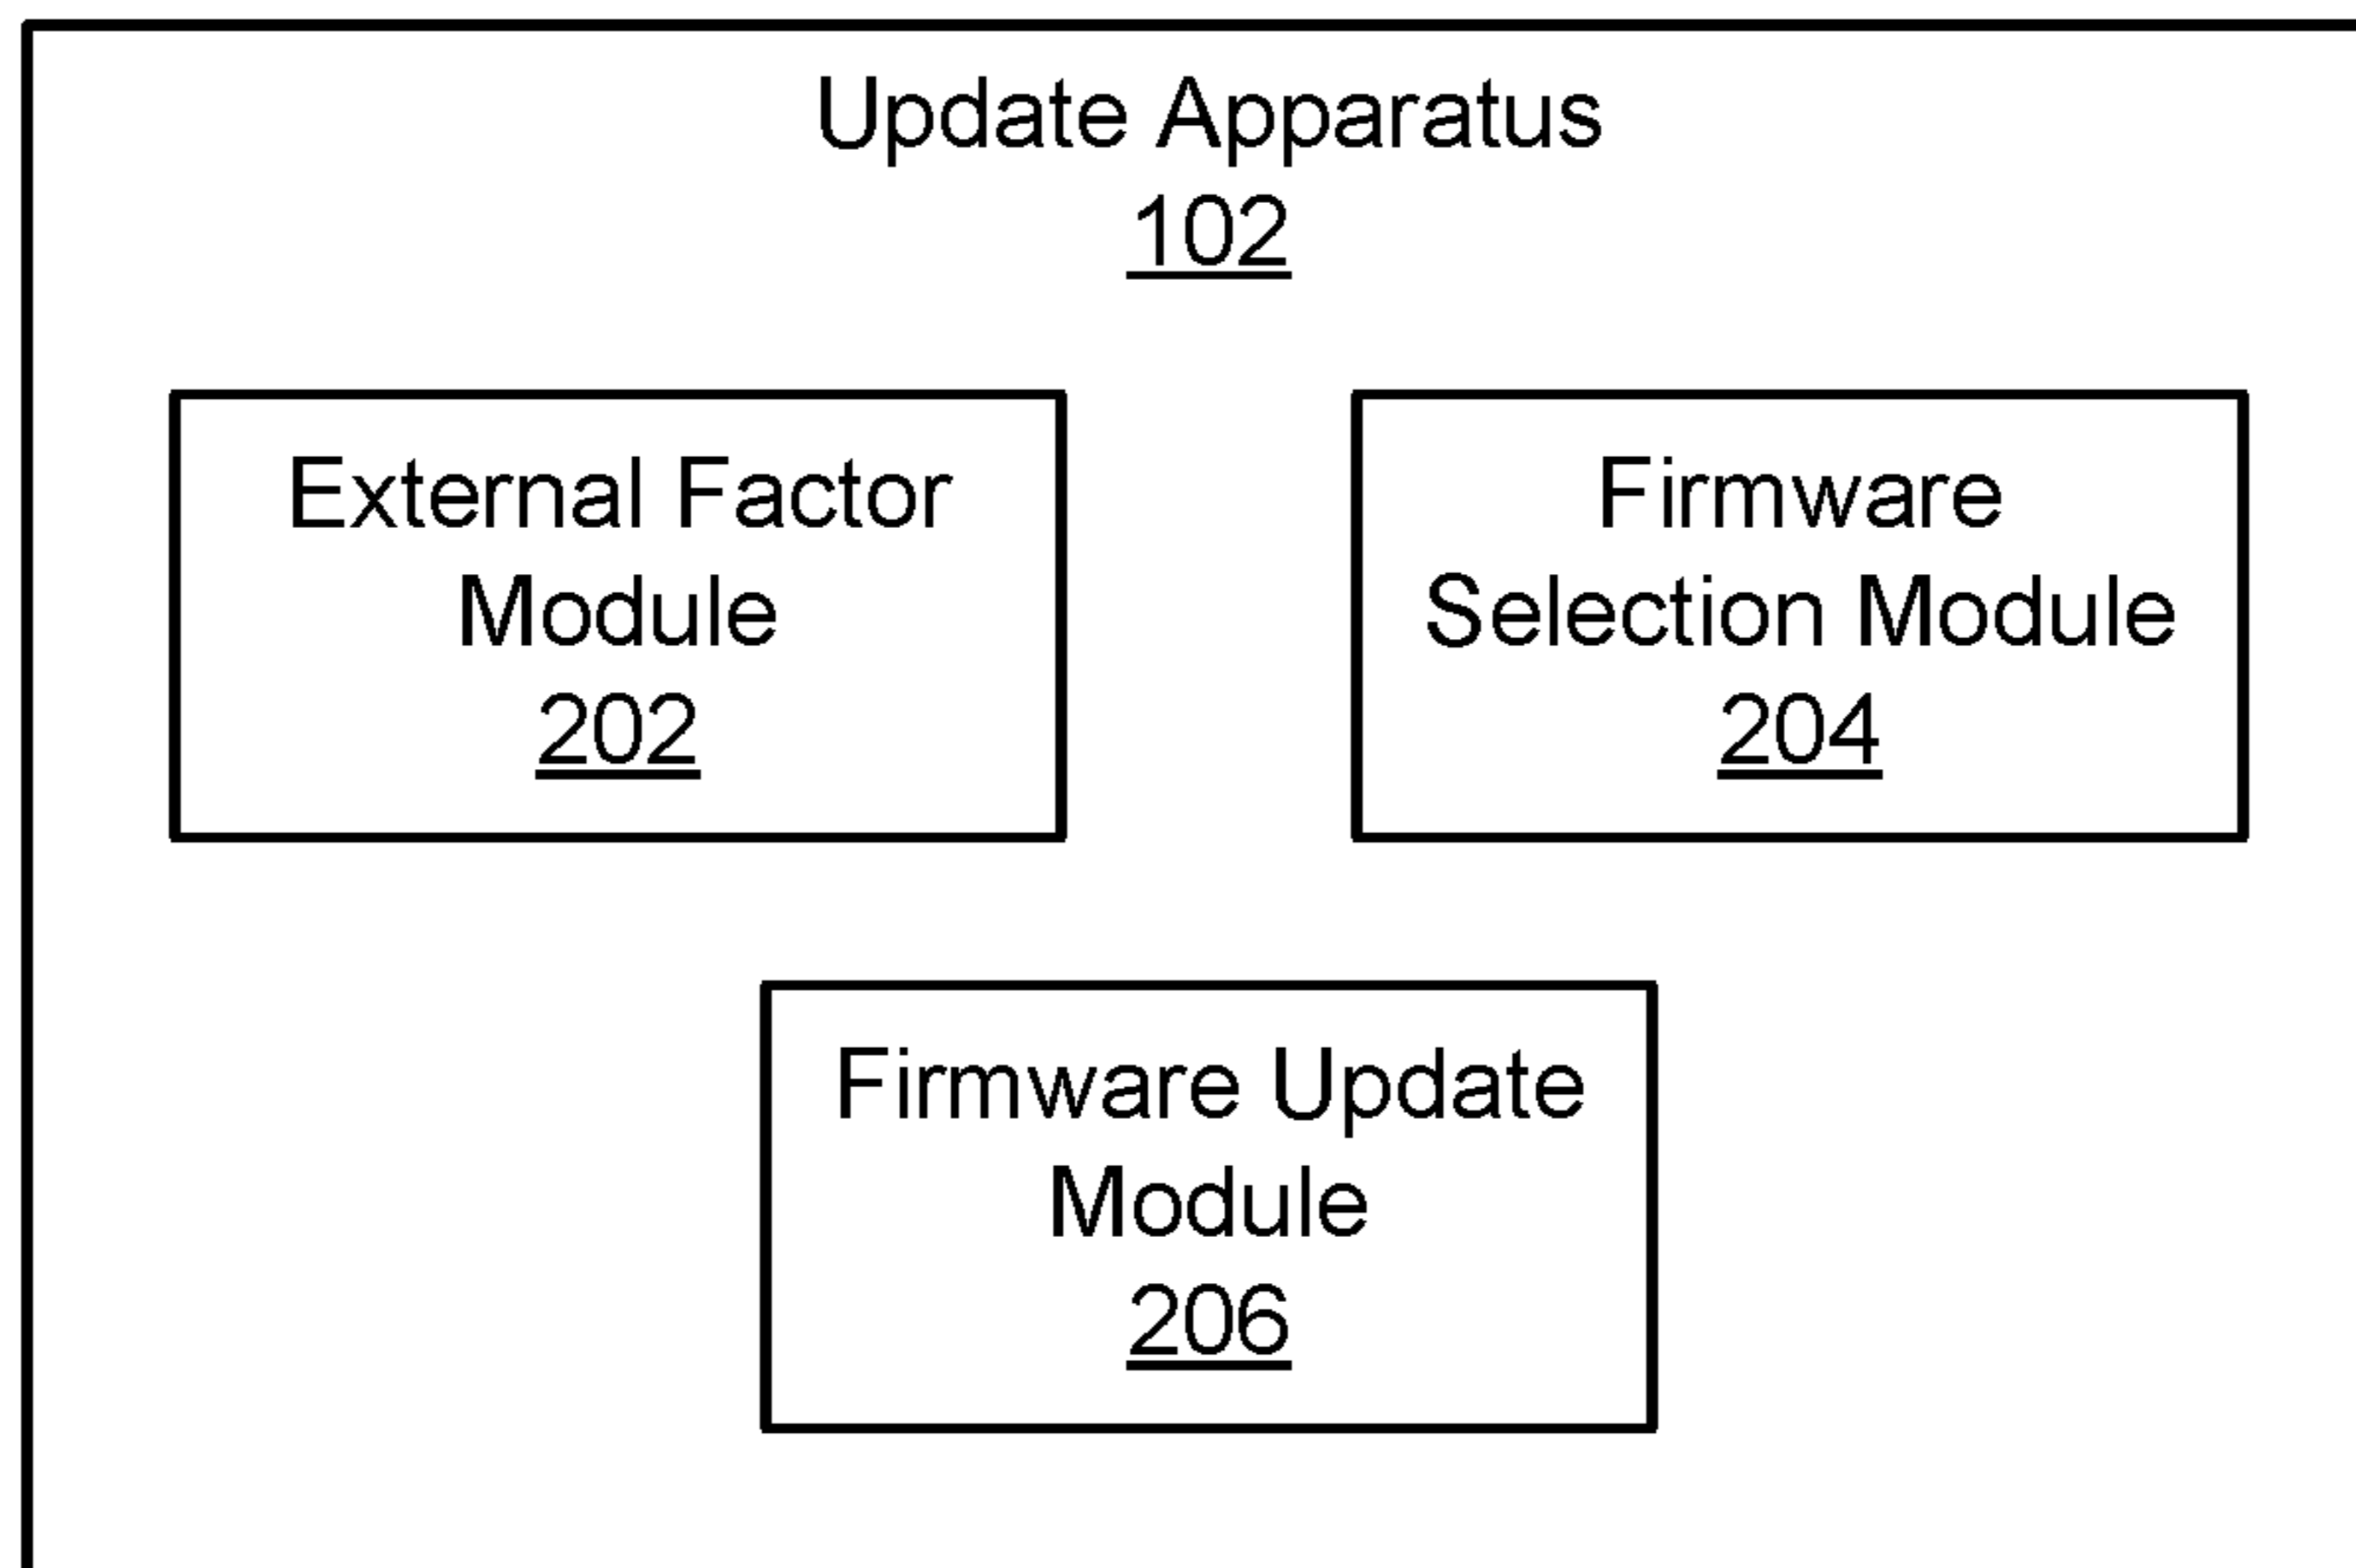 Update Apparatus
102
External Factor
Module
202
Firmware
Selection Module
204
Firmware Update
Module
206